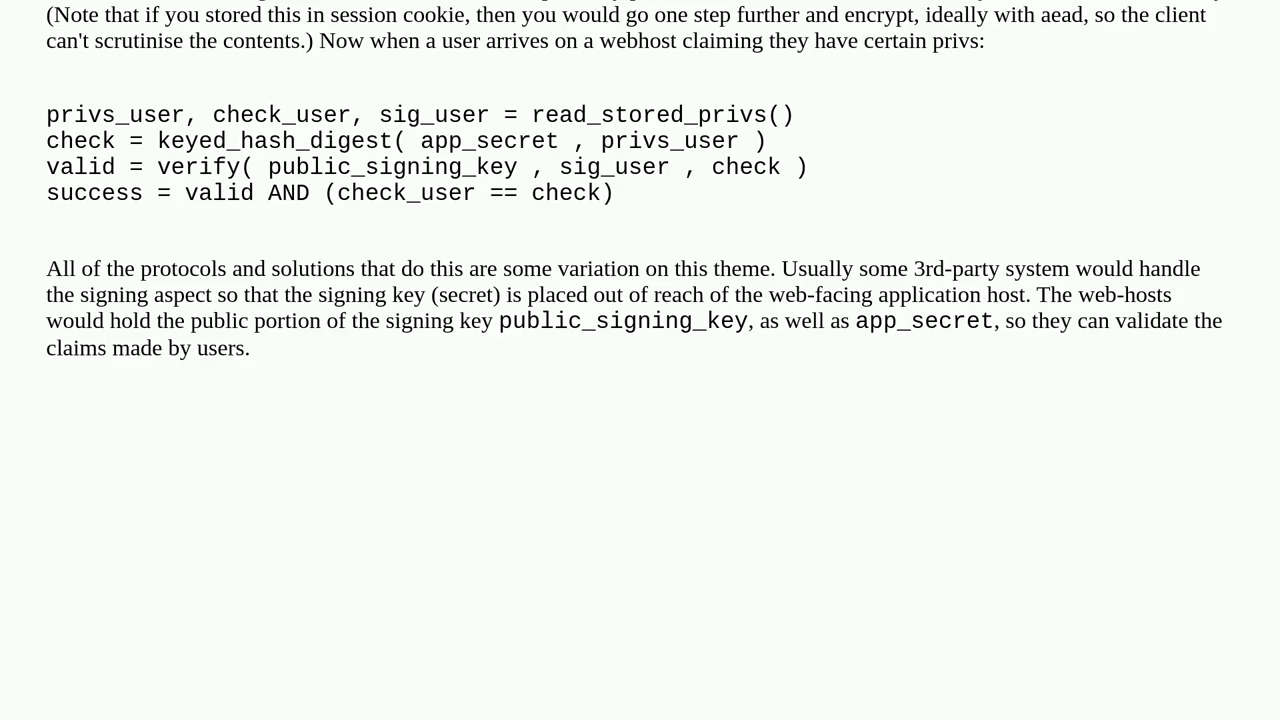 (Note that if you stored this in session cookie, then you would go one step further and encrypt, ideally with aead, so the client
can't scrutinise the contents.) Now when a user arrives on a webhost claiming they have certain privs:
privs_user, check_user, sig_user = read_stored_privs()
check = keyed_hash_digest( app_secret , privs_user )
valid = verify( public_signing_key , sig_user , check )
success = valid AND (check_user == check)
All of the protocols and solutions that do this are some variation on this theme. Usually some 3rd-party system would handle
the signing aspect so that the signing key (secret) is placed out of reach of the web-facing application host. The web-hosts
would hold the public portion of the signing key public_signing_key, as well as app_secret, so they can validate the
claims made by users.